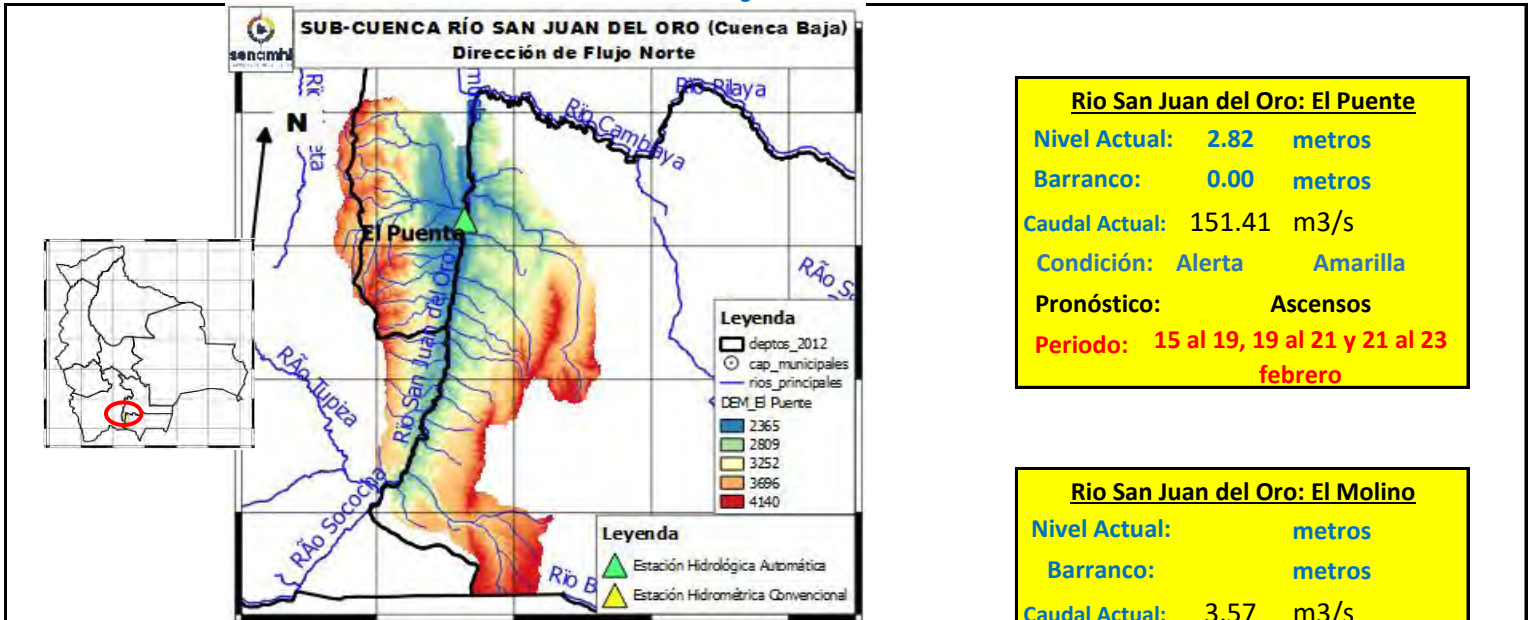 senamhi
SUB-CUENCA RÍO SAN JUAN DEL ORO (Cuenca Baja)
Dirección de Flujo Norte
N
Río Pilaya
Río Camblaya
El Puente
Río San Juan del Oro
RÃo Tupiza
RÃo Sococha
RÃo S
Río B
Leyenda
deptos_2012
cap_municipales
rios_principales
DEM_El Puente
2365
2809
3252
3696
4140
Leyenda
Estación Hidrológica Automática
Estación Hidrométrica Convencional
Rio San Juan del Oro: El Puente
Nivel Actual: 2.82 metros
Barranco: 0.00 metros
Caudal Actual: 151.41 m3/s
Condición: Alerta Amarilla
Pronóstico: Ascensos
Periodo: 15 al 19, 19 al 21 y 21 al 23
febrero
Rio San Juan del Oro: El Molino
Nivel Actual: metros
Barranco: metros
Caudal Actual: 3.57 m3/s